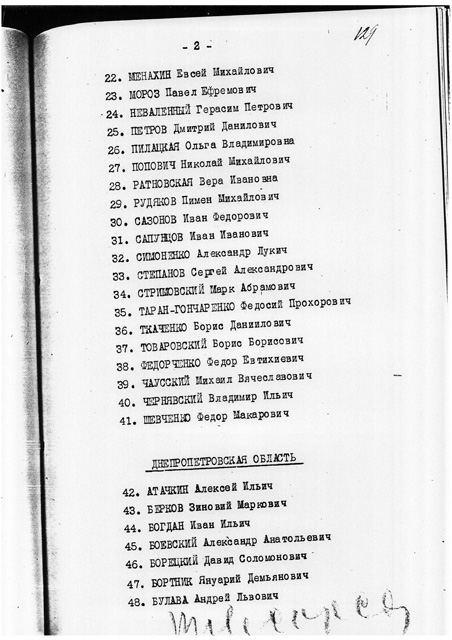 - 2 -
129
22. МЕНАХИН Евсей Михайлович
23. МОРОЗ Павел Ефремович
24. НЕВАЛЕННЫЙ Герасим Петрович
25. ПЕТРОВ Дмитрий Данилович
26. ПИЛАЦКАЯ Ольга Владимировна
27. ПОПОВИЧ Николай Михайлович
28. РАТНОВСКАЯ Вера Ивановна
29. РУДЯКОВ Пимен Михайлович
30. САЗОНОВ Иван Федорович
31. САПУНЦОВ Иван Иванович
32. СИМОНЕНКО Александр Лукич
33. СТЕПАНОВ Сергей Александрович
34. СТРИМОВСКИЙ Марк Абрамович
35. ТАРАН-ГОНЧАРЕНКО Федосий Прохорович
36. ТКАЧЕНКО Борис Даниилович
37. ТОВАРОВСКИЙ Борис Борисович
38. ФЕДОРЧЕНКО Федор Евтихиевич
39. ЧАУССКИЙ Михаил Вячеславович
40. ЧЕРНЯВСКИЙ Владимир Ильич
41. ШЕВЧЕНКО Федор Макарович
ДНЕПРОПЕТРОВСКАЯ ОБЛАСТЬ
42. АТАЧКИН Алексей Ильич
43. БЕРКОВ Зиновий Маркович
44. БОГДАН Иван Ильич
45. БОЕВСКИЙ Александр Анатольевич
46. БОРЕЦКИЙ Давид Соломонович
47. БОРТНИК Януарий Демьянович
48. БУЛАВА Андрей Львович